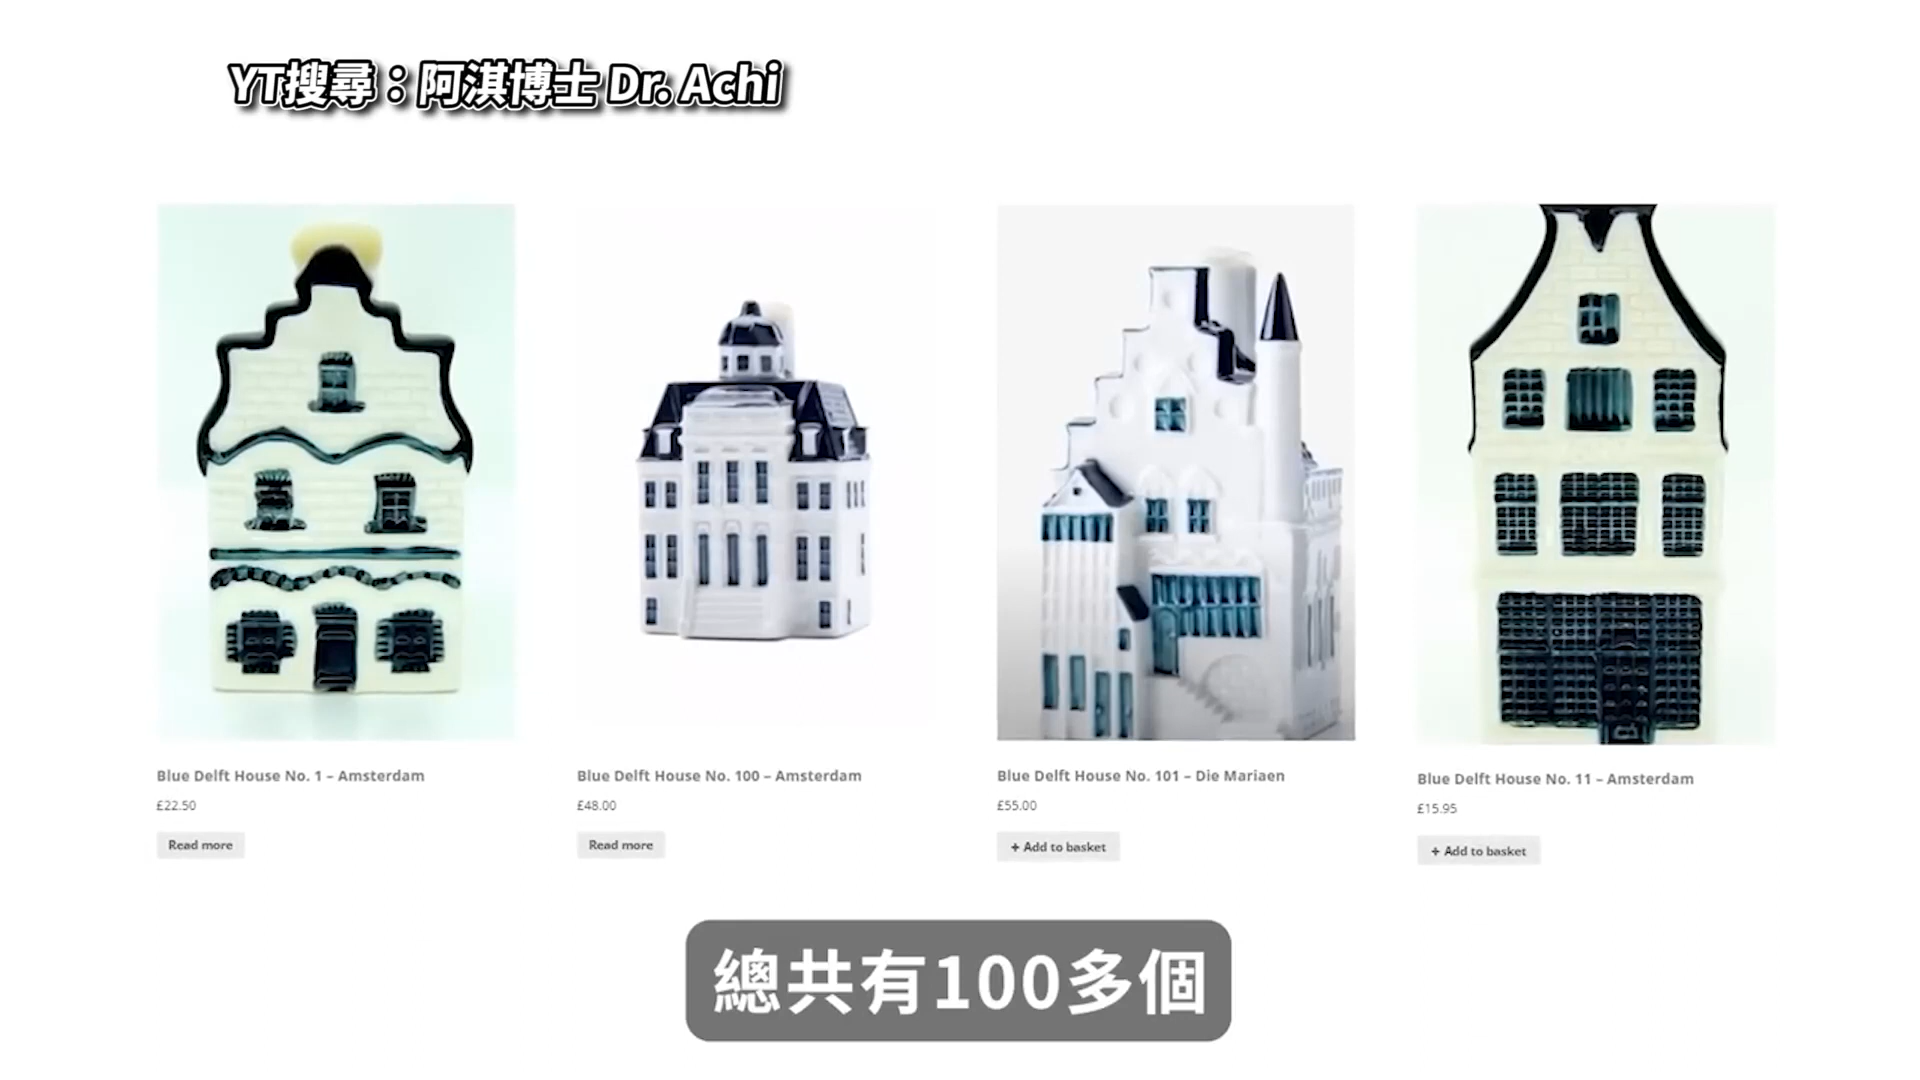 YT搜尋：阿淇博士 Dr. Achi
Blue Delft House No. 1 – Amsterdam
£22.50
Read more
Blue Delft House No. 100 – Amsterdam
£48.00
Read more
Blue Delft House No. 101 – Die Mariaen
£55.00
+ Add to basket
Blue Delft House No. 11 – Amsterdam
£15.95
+ Add to basket
總共有100多個